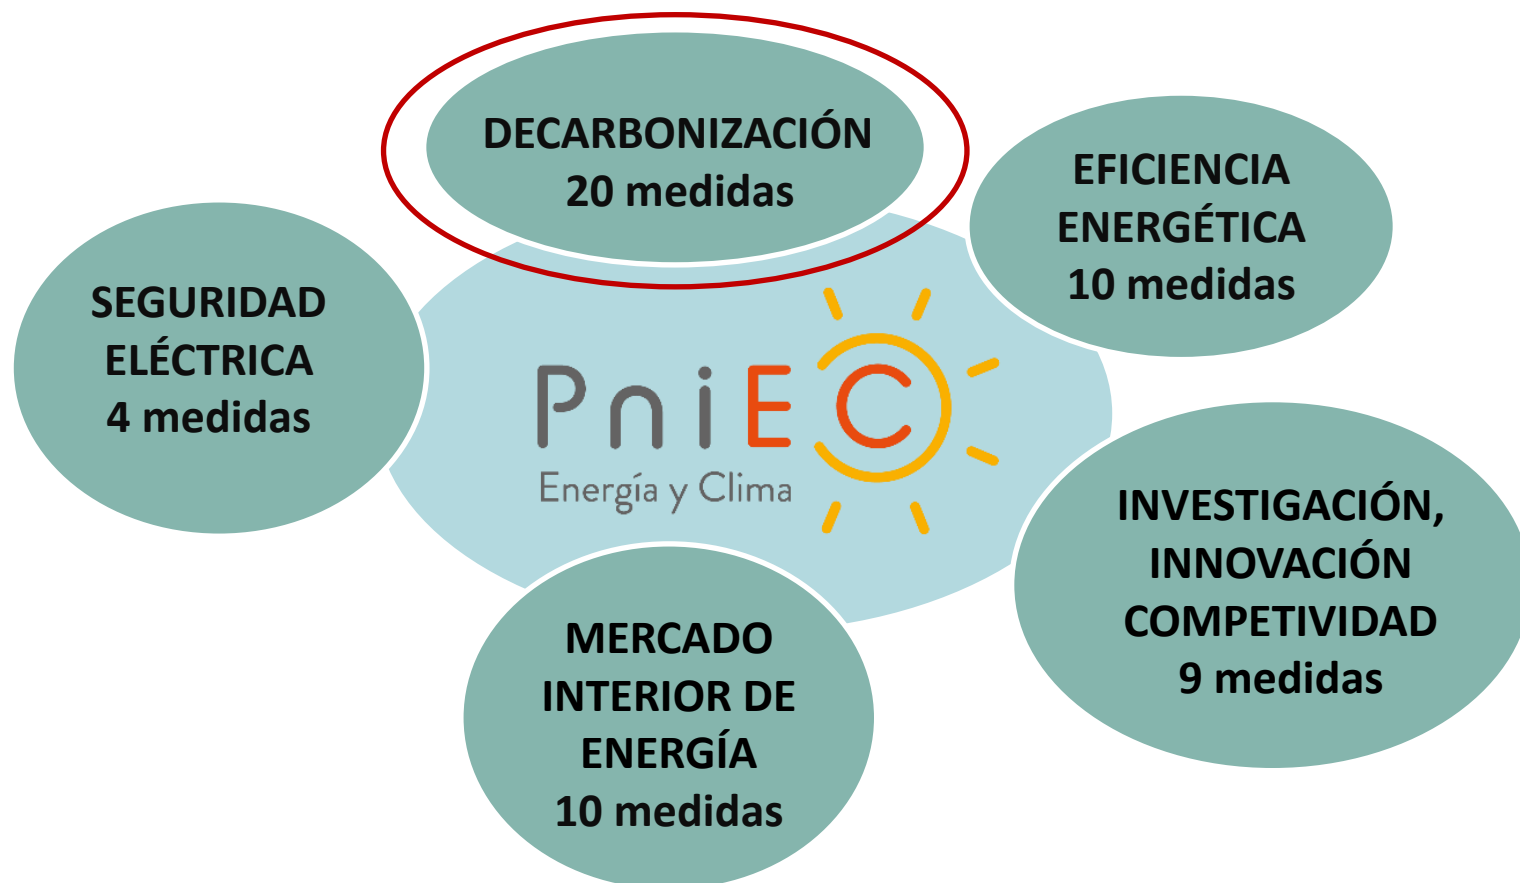 DECARBONIZACIÓN
20 medidas
EFICIENCIA
ENERGÉTICA
10 medidas
SEGURIDAD
ELÉCTRICA
4 medidas
PniEC
Energía y Clima
INVESTIGACIÓN,
INNOVACIÓN
COMPETIVIDAD
9 medidas
MERCADO
INTERIOR DE
ENERGÍA
10 medidas